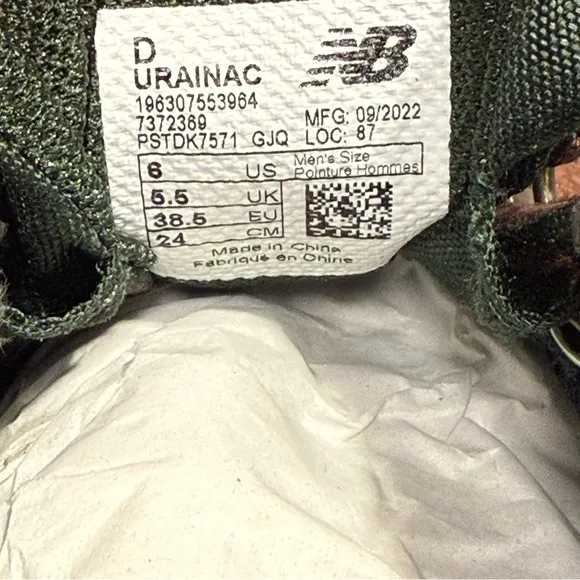 D
URAINAC
NB
196307553964
7372369 MFG: 09/2022
PSTDK7571 GJQ LOC: 87
6 US Men's Size
Pointure Hommes
5.5 UK
38.5 EU
24 CM
Made in China
Fabriqué en Chine